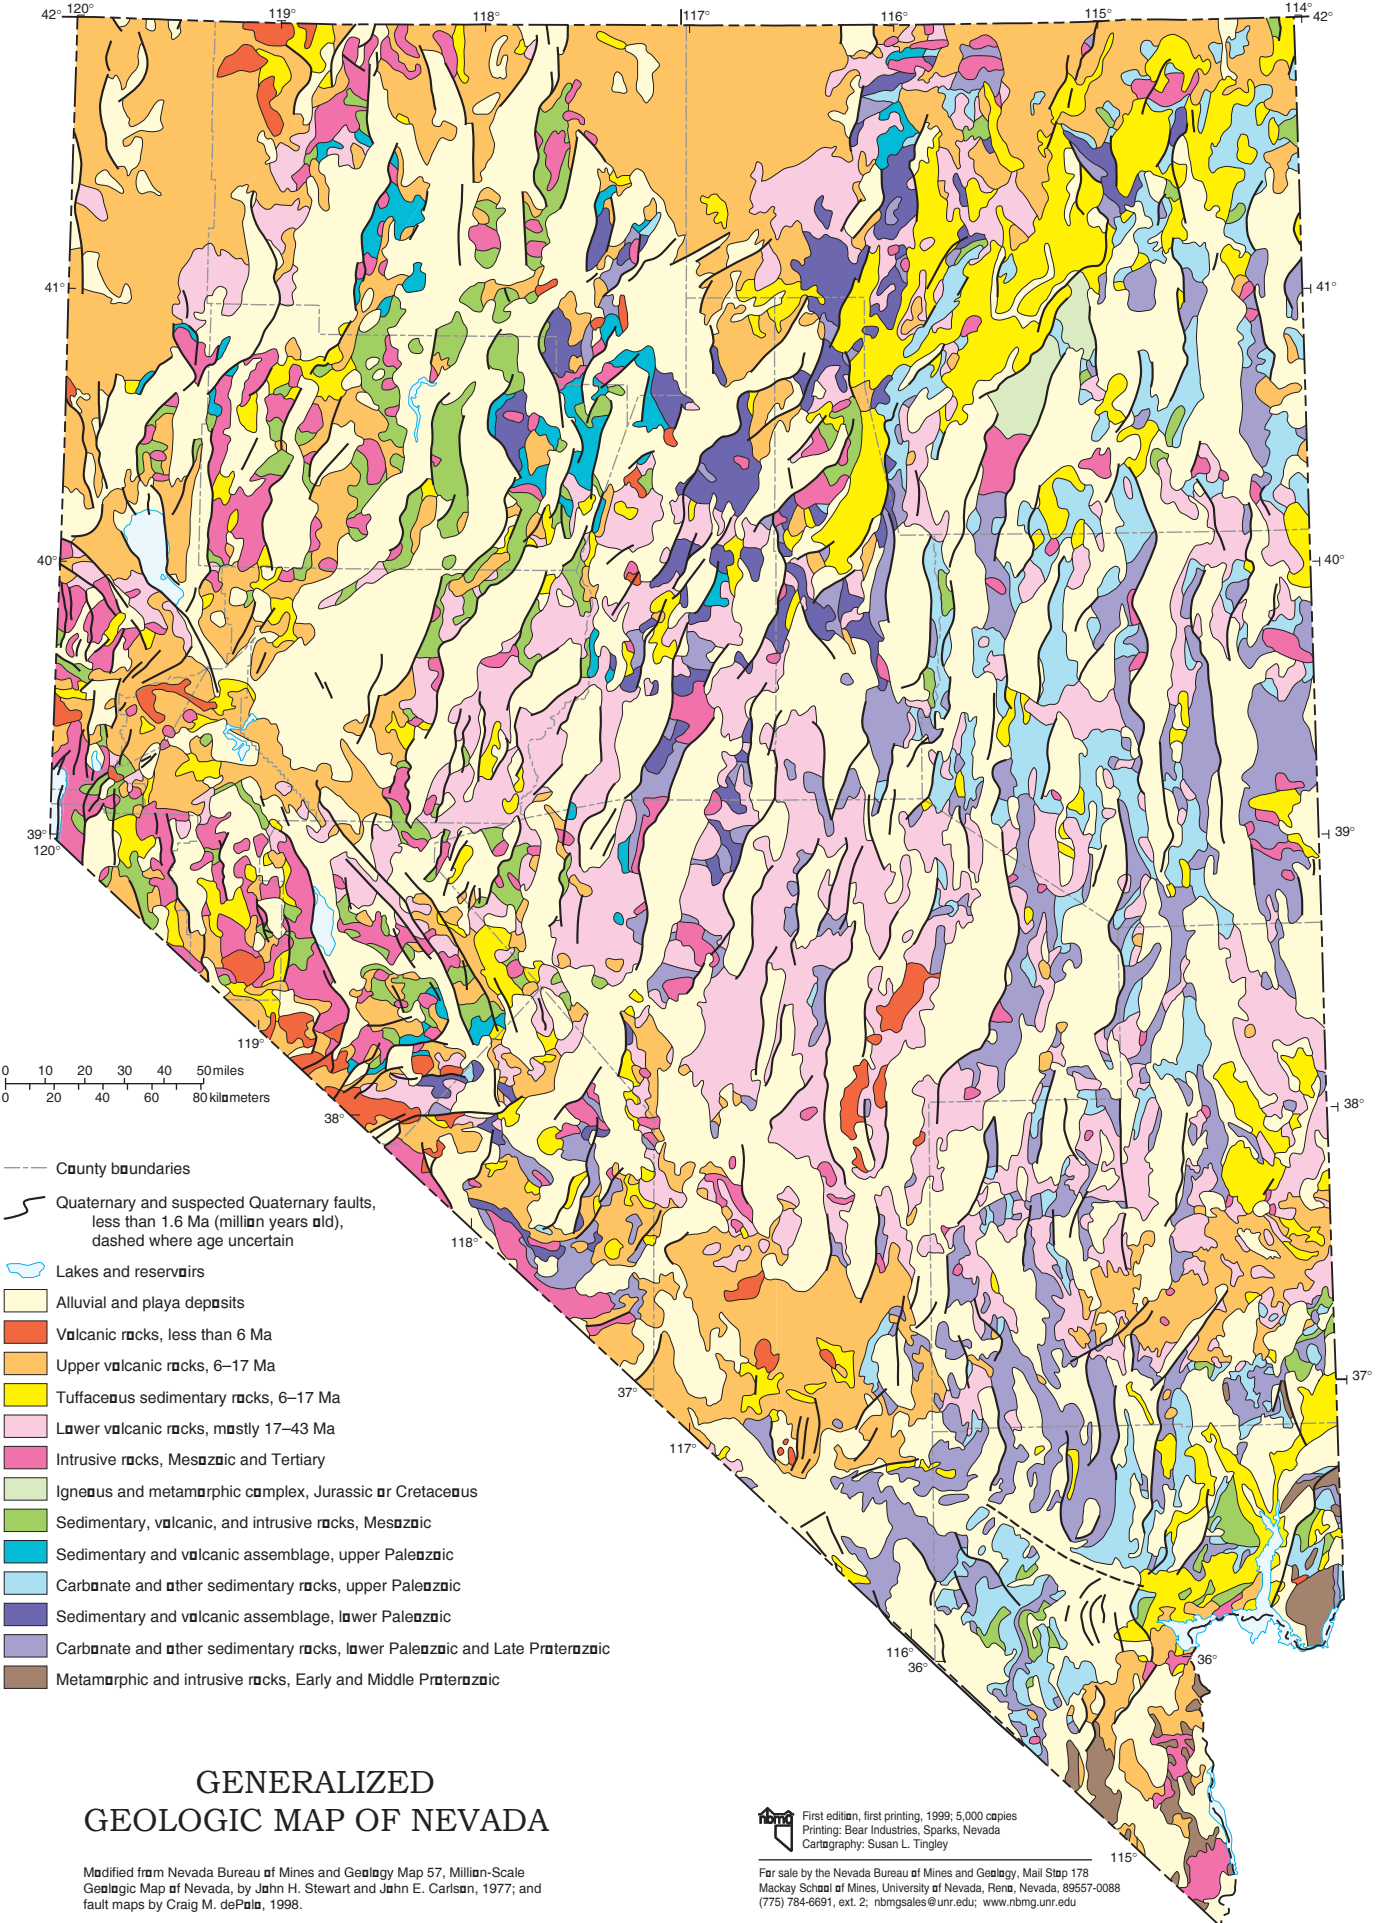 42° 120° 119° 118° 117° 116° 115° 114° 42°
41° 41°
40° 40°
39° 39°
120°
119°
38° 38°
118°
37° 37°
117°
116°
36° 36°
115°
0 10 20 30 40 50 miles
0 20 40 60 80 kilometers
County boundaries
Quaternary and suspected Quaternary faults,
less than 1.6 Ma (million years old),
dashed where age uncertain
Lakes and reservoirs
Alluvial and playa deposits
Volcanic rocks, less than 6 Ma
Upper volcanic rocks, 6–17 Ma
Tuffaceous sedimentary rocks, 6–17 Ma
Lower volcanic rocks, mostly 17–43 Ma
Intrusive rocks, Mesozoic and Tertiary
Igneous and metamorphic complex, Jurassic or Cretaceous
Sedimentary, volcanic, and intrusive rocks, Mesozoic
Sedimentary and volcanic assemblage, upper Paleozoic
Carbonate and other sedimentary rocks, upper Paleozoic
Sedimentary and volcanic assemblage, lower Paleozoic
Carbonate and other sedimentary rocks, lower Paleozoic and Late Proterozoic
Metamorphic and intrusive rocks, Early and Middle Proterozoic
GENERALIZED
GEOLOGIC MAP OF NEVADA
Modified from Nevada Bureau of Mines and Geology Map 57, Million-Scale
Geologic Map of Nevada, by John H. Stewart and John E. Carlson, 1977; and
fault maps by Craig M. dePolo, 1998.
nbmg
First edition, first printing, 1999; 5,000 copies
Printing: Bear Industries, Sparks, Nevada
Cartography: Susan L. Tingley
For sale by the Nevada Bureau of Mines and Geology, Mail Stop 178
Mackay School of Mines, University of Nevada, Reno, Nevada, 89557-0088
(775) 784-6691, ext. 2; nbmgsales@unr.edu; www.nbmg.unr.edu